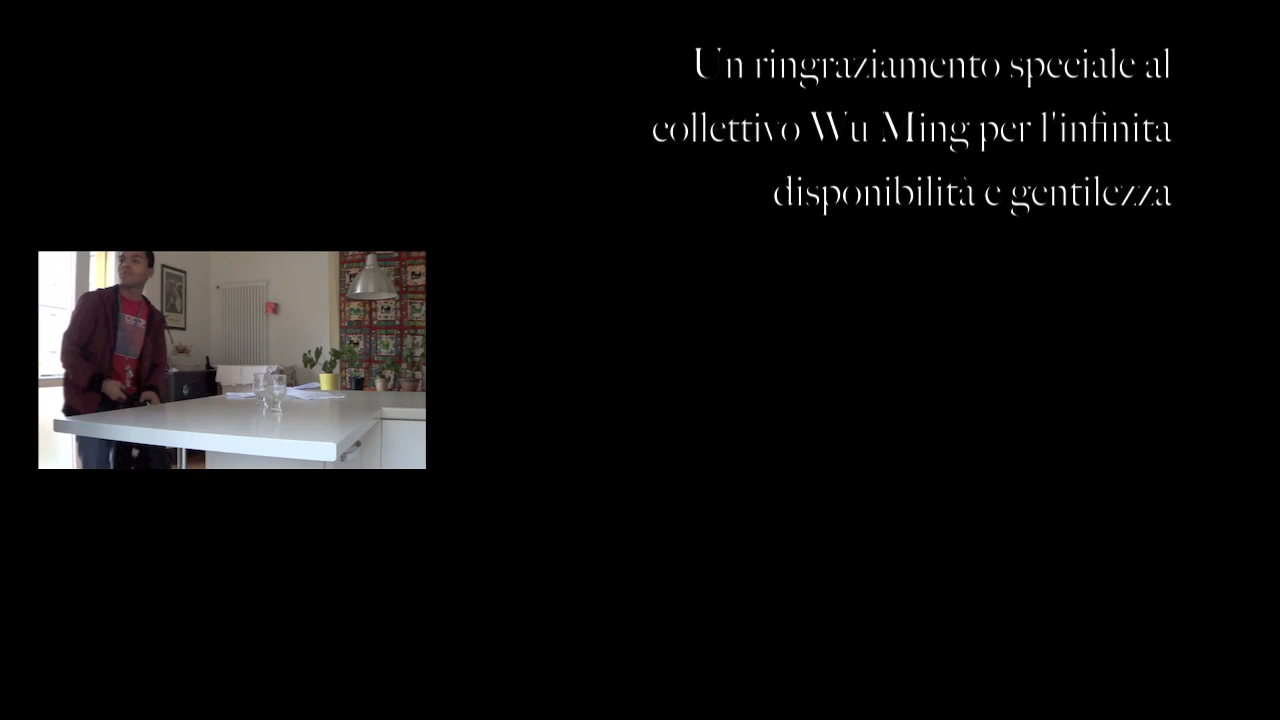 Un ringraziamento speciale al
collettivo Wu Ming per l'infinita
disponibilità e gentilezza